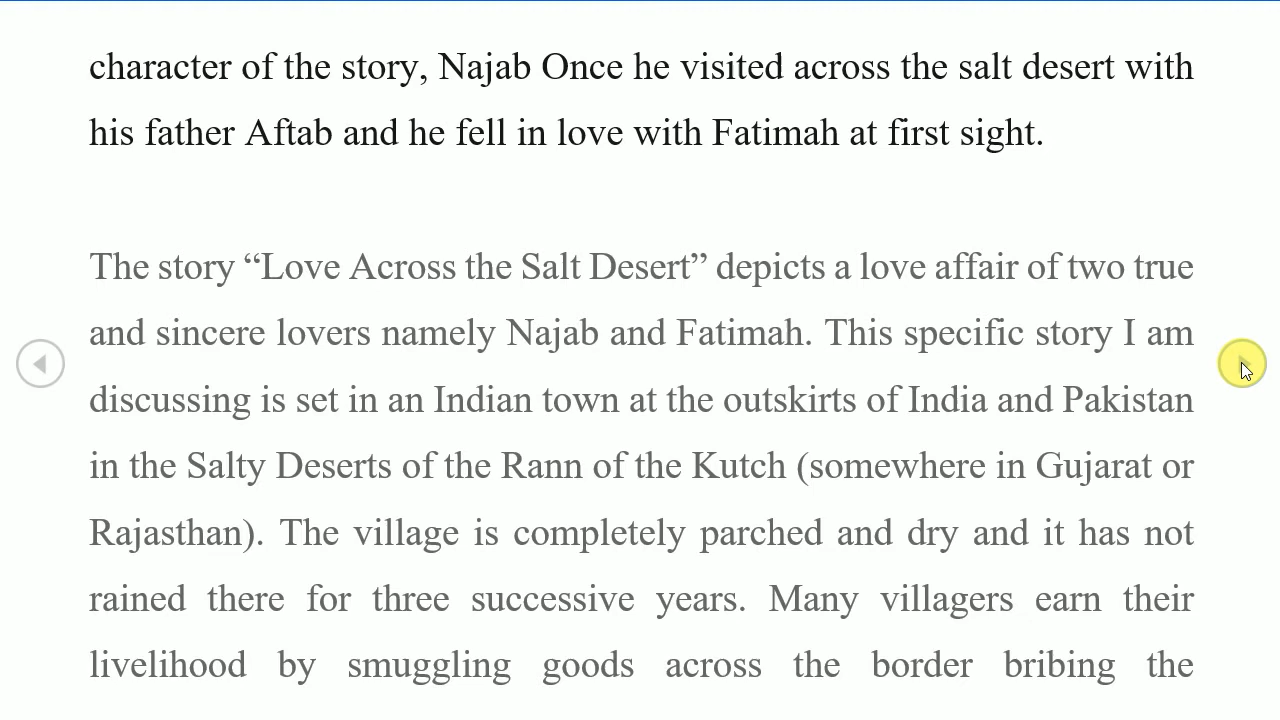 character of the story, Najab Once he visited across the salt desert with
his father Aftab and he fell in love with Fatimah at first sight.
The story “Love Across the Salt Desert” depicts a love affair of two true
and sincere lovers namely Najab and Fatimah. This specific story I am
discussing is set in an Indian town at the outskirts of India and Pakistan
in the Salty Deserts of the Rann of the Kutch (somewhere in Gujarat or
Rajasthan). The village is completely parched and dry and it has not
rained there for three successive years. Many villagers earn their
livelihood by smuggling goods across the border bribing the